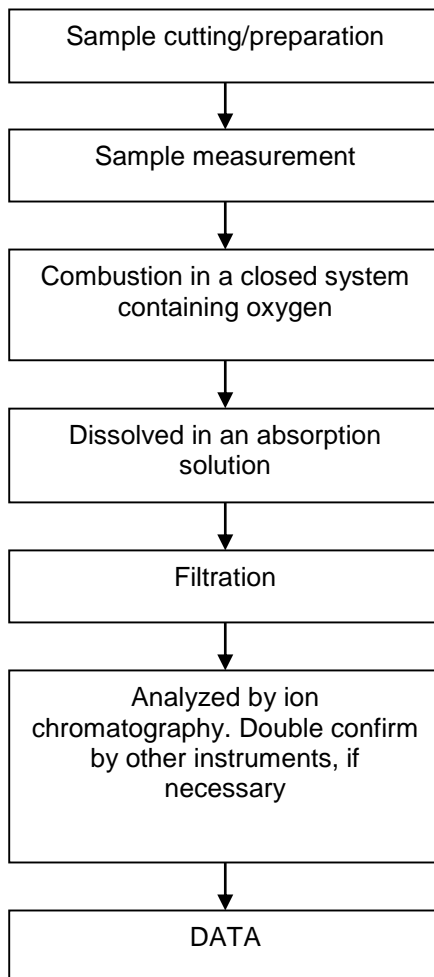 Sample cutting/preparation
Sample measurement
Combustion in a closed system
containing oxygen
Dissolved in an absorption
solution
Filtration
Analyzed by ion
chromatography. Double confirm
by other instruments, if
necessary
DATA